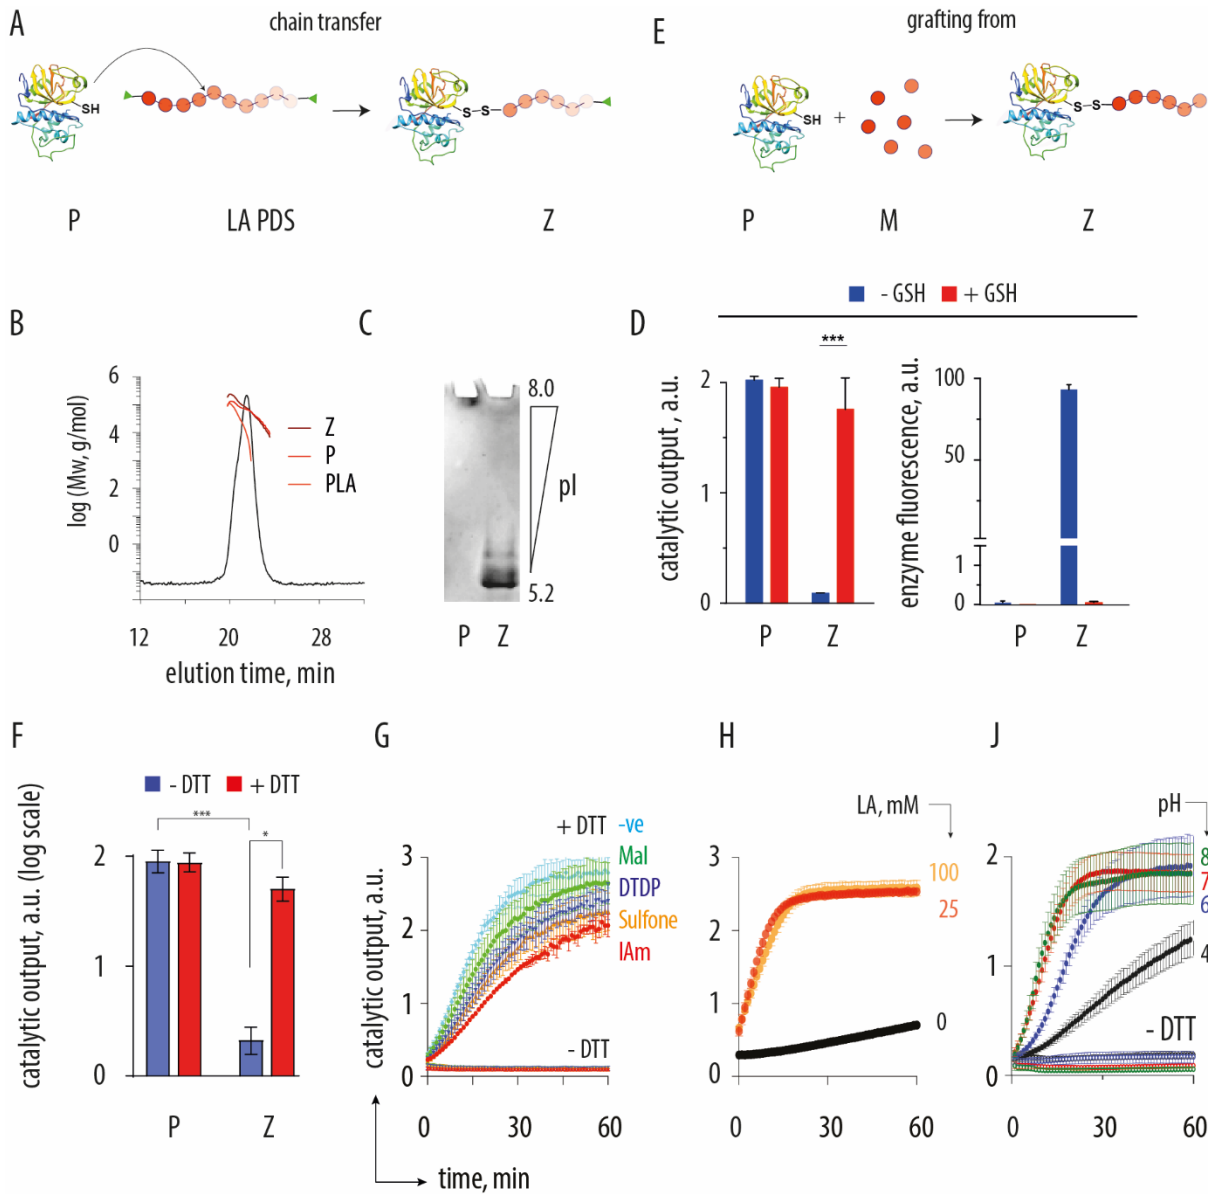 A
chain transfer
SH
S
S
P
LA PDS
Z
E
grafting from
SH
+
S
S
P
M
Z
B
6
4
2
0
log (Mw, g/mol)
Z
P
PLA
12
20
28
elution time, min
C
8.0
pI
5.2
P
Z
- GSH
+ GSH
D
2
1
0
catalytic output, a.u.
***
P
Z
100
50
1
0
enzyme fluorescence, a.u.
P
Z
F
- DTT
+ DTT
***
*
2
1
0
catalytic output, a.u. (log scale)
P
Z
G
+ DTT
-ve
Mal
DTDP
Sulfone
IAm
- DTT
3
2
1
0
catalytic output, a.u.
0
30
60
time, min
H
LA, mM
100
25
0
3
2
1
0
0
30
60
J
pH
8
7
6
4
- DTT
2
1
0
0
30
60